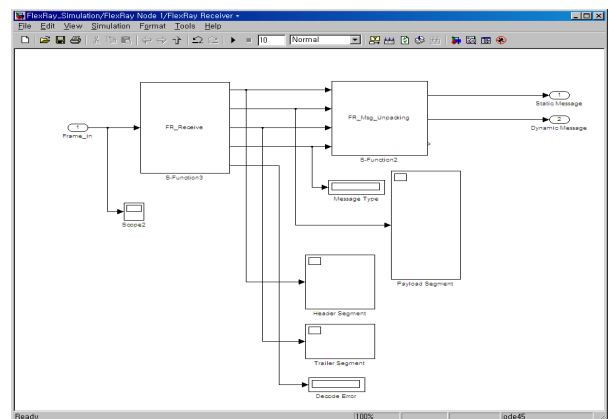 FlexRay_Simulation/FlexRay Node 1/FlexRay Receiver *
File Edit View Simulation Format Tools Help
10 Normal
1
Frame_in
FR_Receive
S-Function3
FR_Msg_Unpacking
S-Function2
1
Static Message
2
Dynamic Message
Scope2
Message Type
Payload Segment
Header Segment
Trailer Segment
Decode Error
Ready 100% ode45